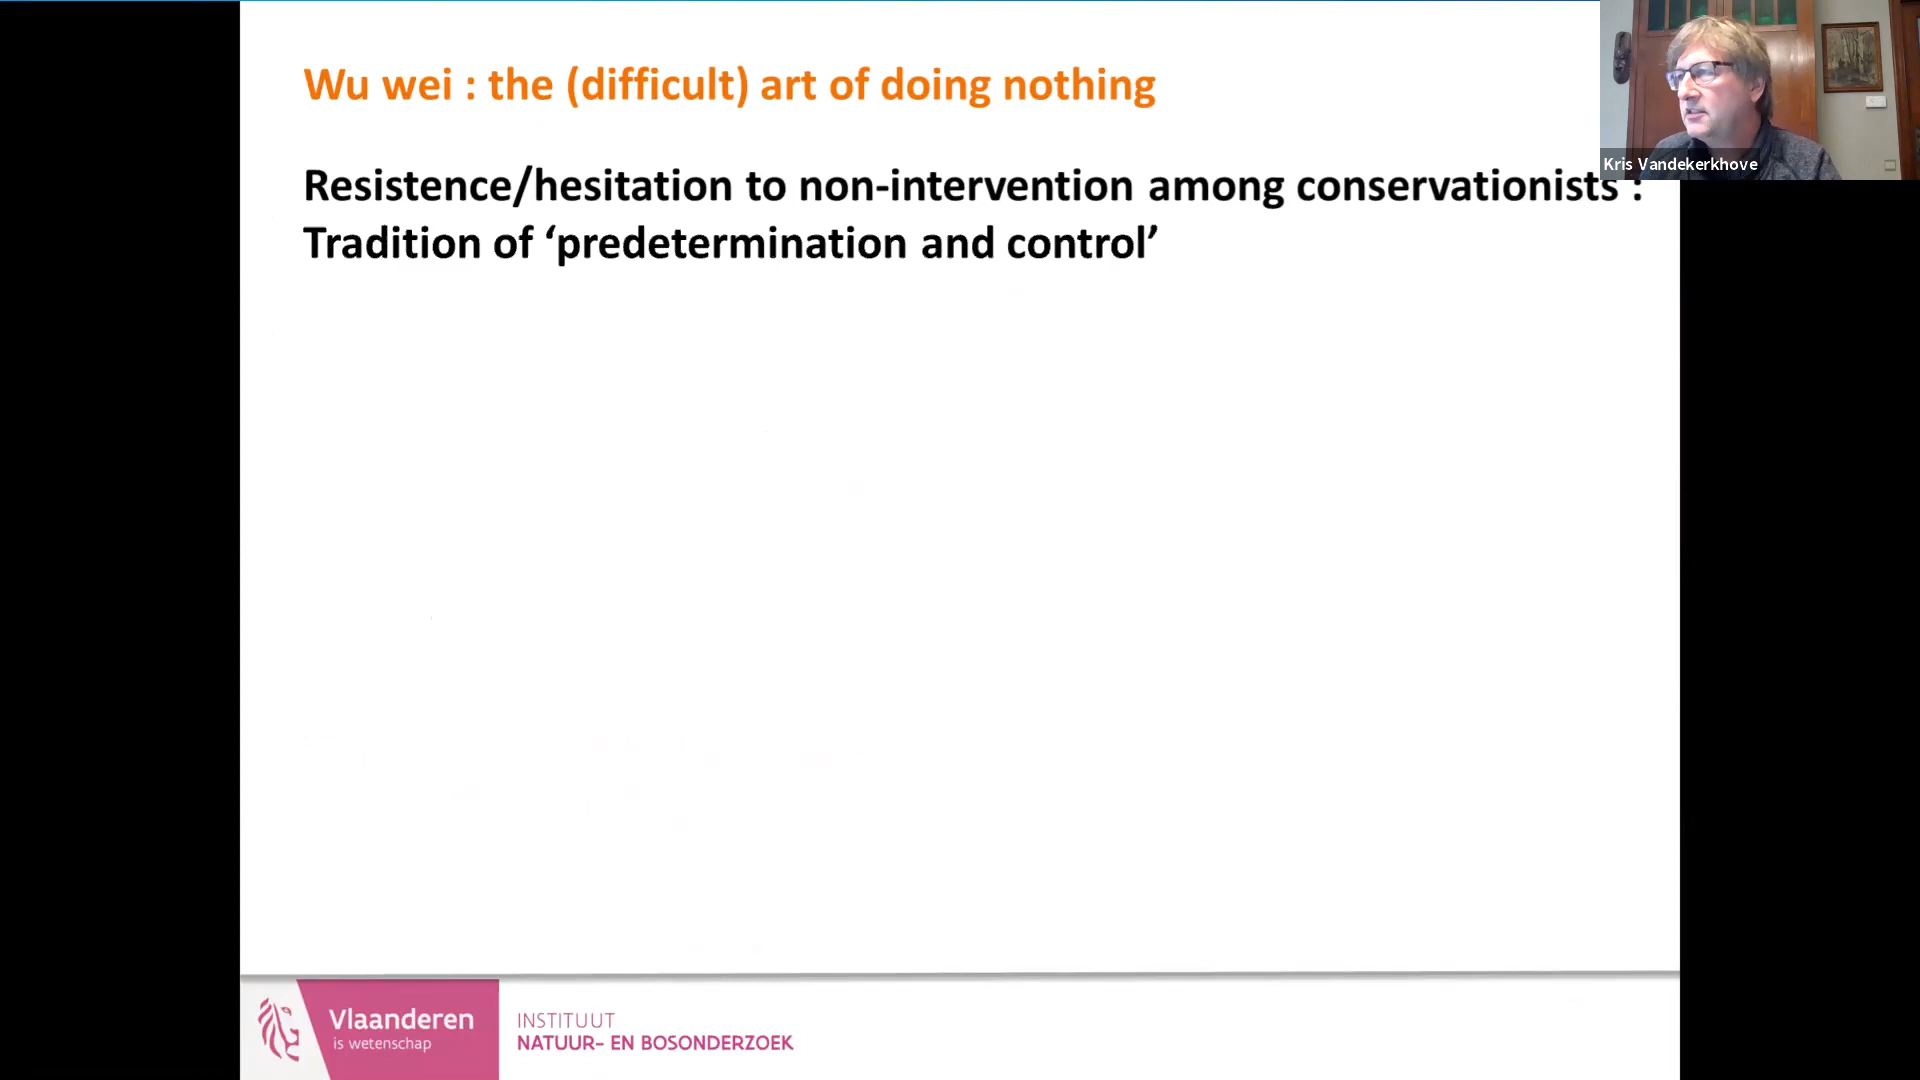 Wu wei : the (difficult) art of doing nothing
Kris Vandekerkhove
Resistence/hesitation to non-intervention among conservationists :
Tradition of ‘predetermination and control’
Vlaanderen
is wetenschap
INSTITUUT
NATUUR- EN BOSONDERZOEK